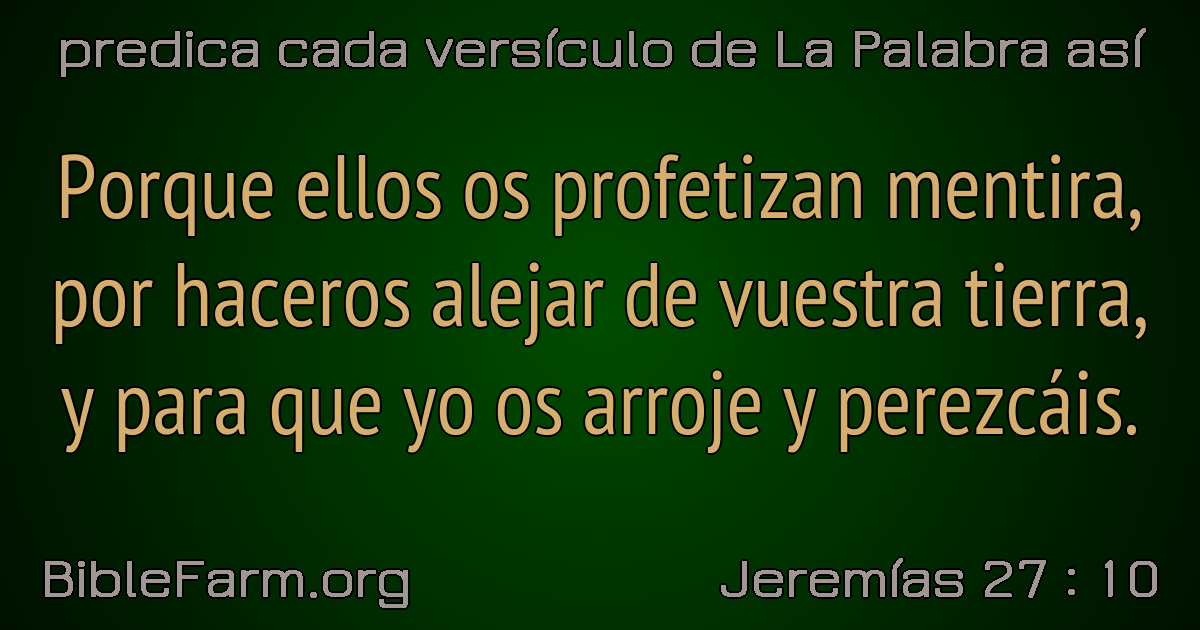 predica cada versículo de La Palabra así
Porque ellos os profetizan mentira,
por haceros alejar de vuestra tierra,
y para que yo os arroje y perezcáis.
BibleFarm.org
Jeremías 27 : 10